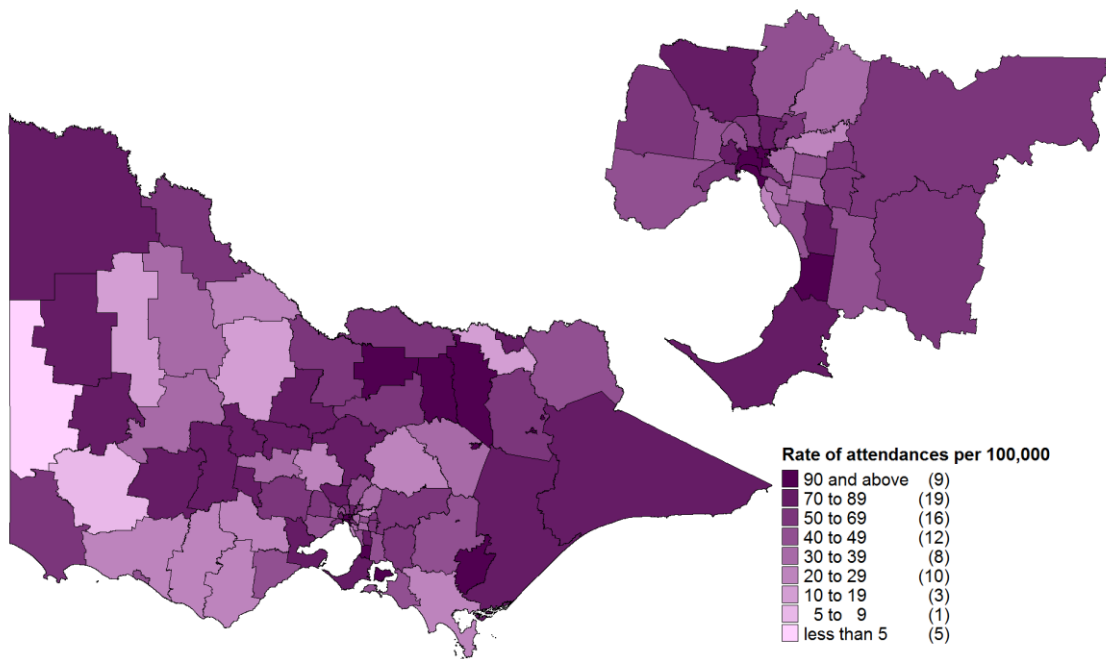 Rate of attendances per 100,000
90 and above (9)
70 to 89 (19)
50 to 69 (16)
40 to 49 (12)
30 to 39 (8)
20 to 29 (10)
10 to 19 (3)
5 to 9 (1)
less than 5 (5)